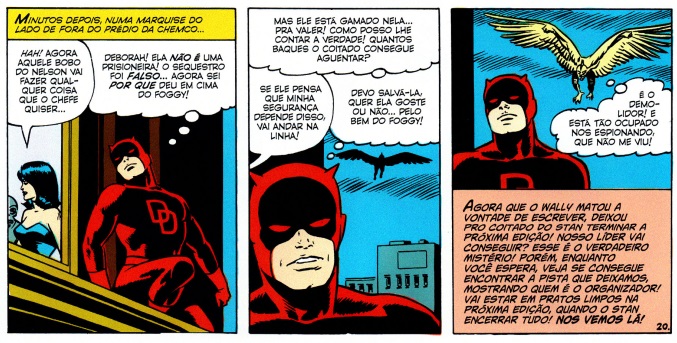 MINUTOS DEPOIS, NUMA MARQUISE DO
LADO DE FORA DO PRÉDIO DA CHEMCO...
HAH! AGORA
AQUELE BOBO
DO NELSON VAI
FAZER QUAL-
QUER COISA
QUE O CHEFE
QUISER...
DEBORAH! ELA NÃO É UMA
PRISIONEIRA! O SEQUESTRO
FOI FALSO... AGORA SEI
POR QUE DEU EM CIMA
DO FOGGY!
DD
MAS ELE ESTÁ GAMADO NELA...
PRA VALER! COMO POSSO LHE
CONTAR A VERDADE! QUANTOS
BAQUES O COITADO CONSEGUE
AGUENTAR?
SE ELE PENSA
QUE MINHA
SEGURANÇA
DEPENDE DISSO,
VAI ANDAR NA
LINHA!
DEVO SALVÁ-LA,
QUER ELA GOSTE
OU NÃO... PELO
BEM DO FOGGY!
É O
DEMO-
LIDOR! E
ESTÁ TÃO OCUPADO
NOS ESPIONANDO,
QUE NÃO ME VIU!
AGORA QUE O WALLY MATOU A
VONTADE DE ESCREVER, DEIXOU
PRO COITADO DO STAN TERMINAR A
PRÓXIMA EDIÇÃO! NOSSO LÍDER VAI
CONSEGUIR? ESSE É O VERDADEIRO
MISTÉRIO! PORÉM, ENQUANTO
VOCÊ ESPERA, VEJA SE CONSEGUE
ENCONTRAR A PISTA QUE DEIXAMOS,
MOSTRANDO QUEM É O ORGANIZADOR!
VAI ESTAR EM PRATOS LIMPOS NA
PRÓXIMA EDIÇÃO, QUANDO O STAN
ENCERRAR TUDO! NOS VEMOS LÁ!
20.